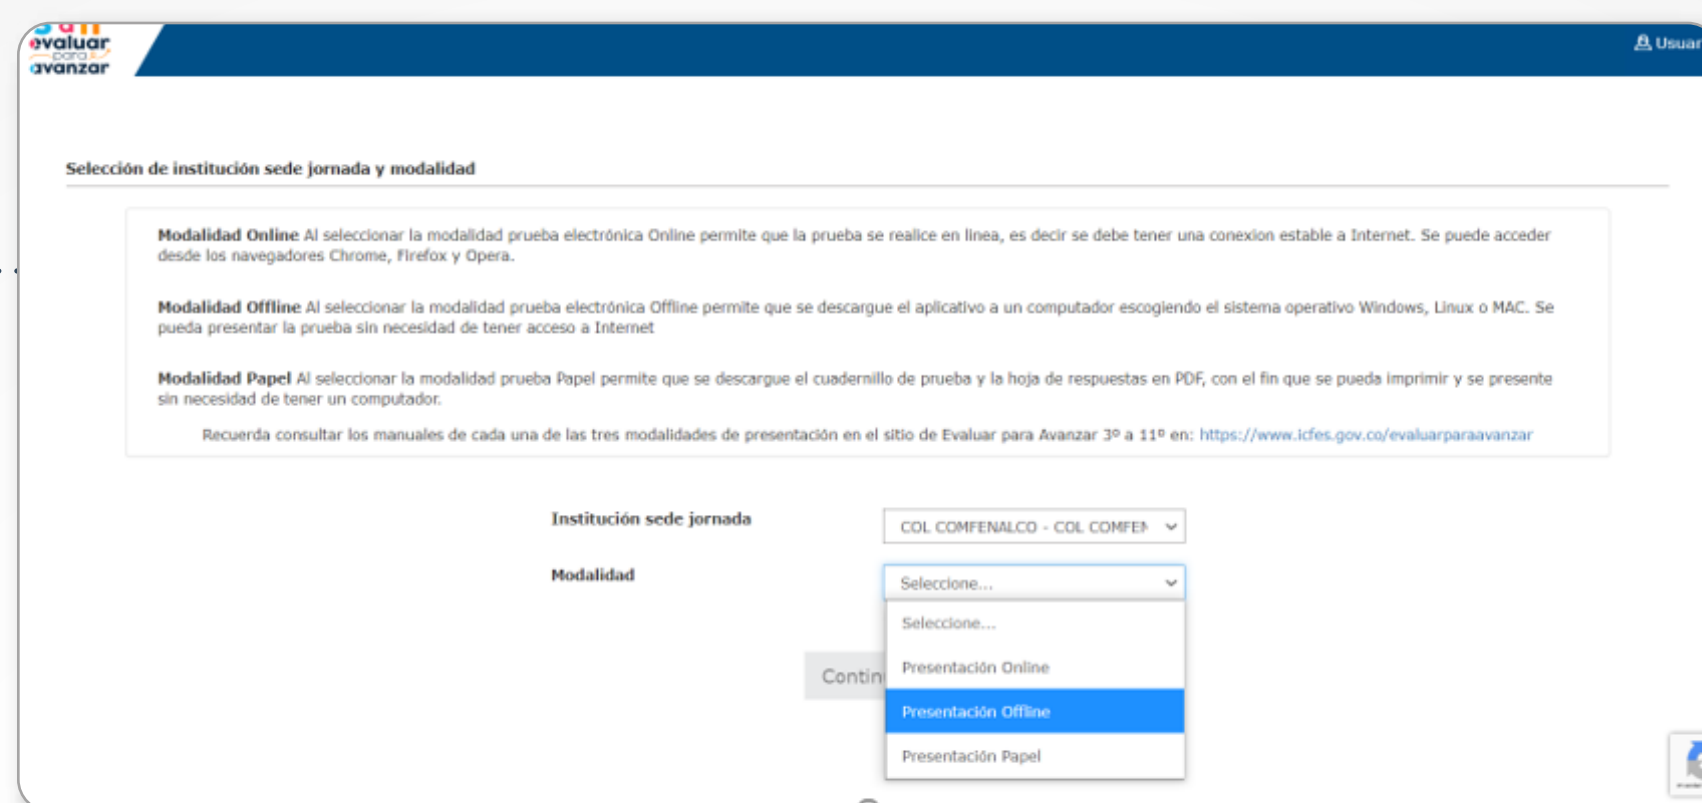 evaluar
para
avanzar
Usuar
Selección de institución sede jornada y modalidad
Modalidad Online Al seleccionar la modalidad prueba electrónica Online permite que la prueba se realice en linea, es decir se debe tener una conexion estable a Internet. Se puede acceder
desde los navegadores Chrome, Firefox y Opera.
Modalidad Offline Al seleccionar la modalidad prueba electrónica Offline permite que se descargue el aplicativo a un computador escogiendo el sistema operativo Windows, Linux o MAC. Se
pueda presentar la prueba sin necesidad de tener acceso a Internet
Modalidad Papel Al seleccionar la modalidad prueba Papel permite que se descargue el cuadernillo de prueba y la hoja de respuestas en PDF, con el fin que se pueda imprimir y se presente
sin necesidad de tener un computador.
Recuerda consultar los manuales de cada una de las tres modalidades de presentación en el sitio de Evaluar para Avanzar 3º a 11º en: https://www.icfes.gov.co/evaluarparaavanzar
Institución sede jornada
COL COMFENALCO - COL COMFEN
Modalidad
Seleccione...
Seleccione...
Presentación Online
Contin
Presentación Offline
Presentación Papel